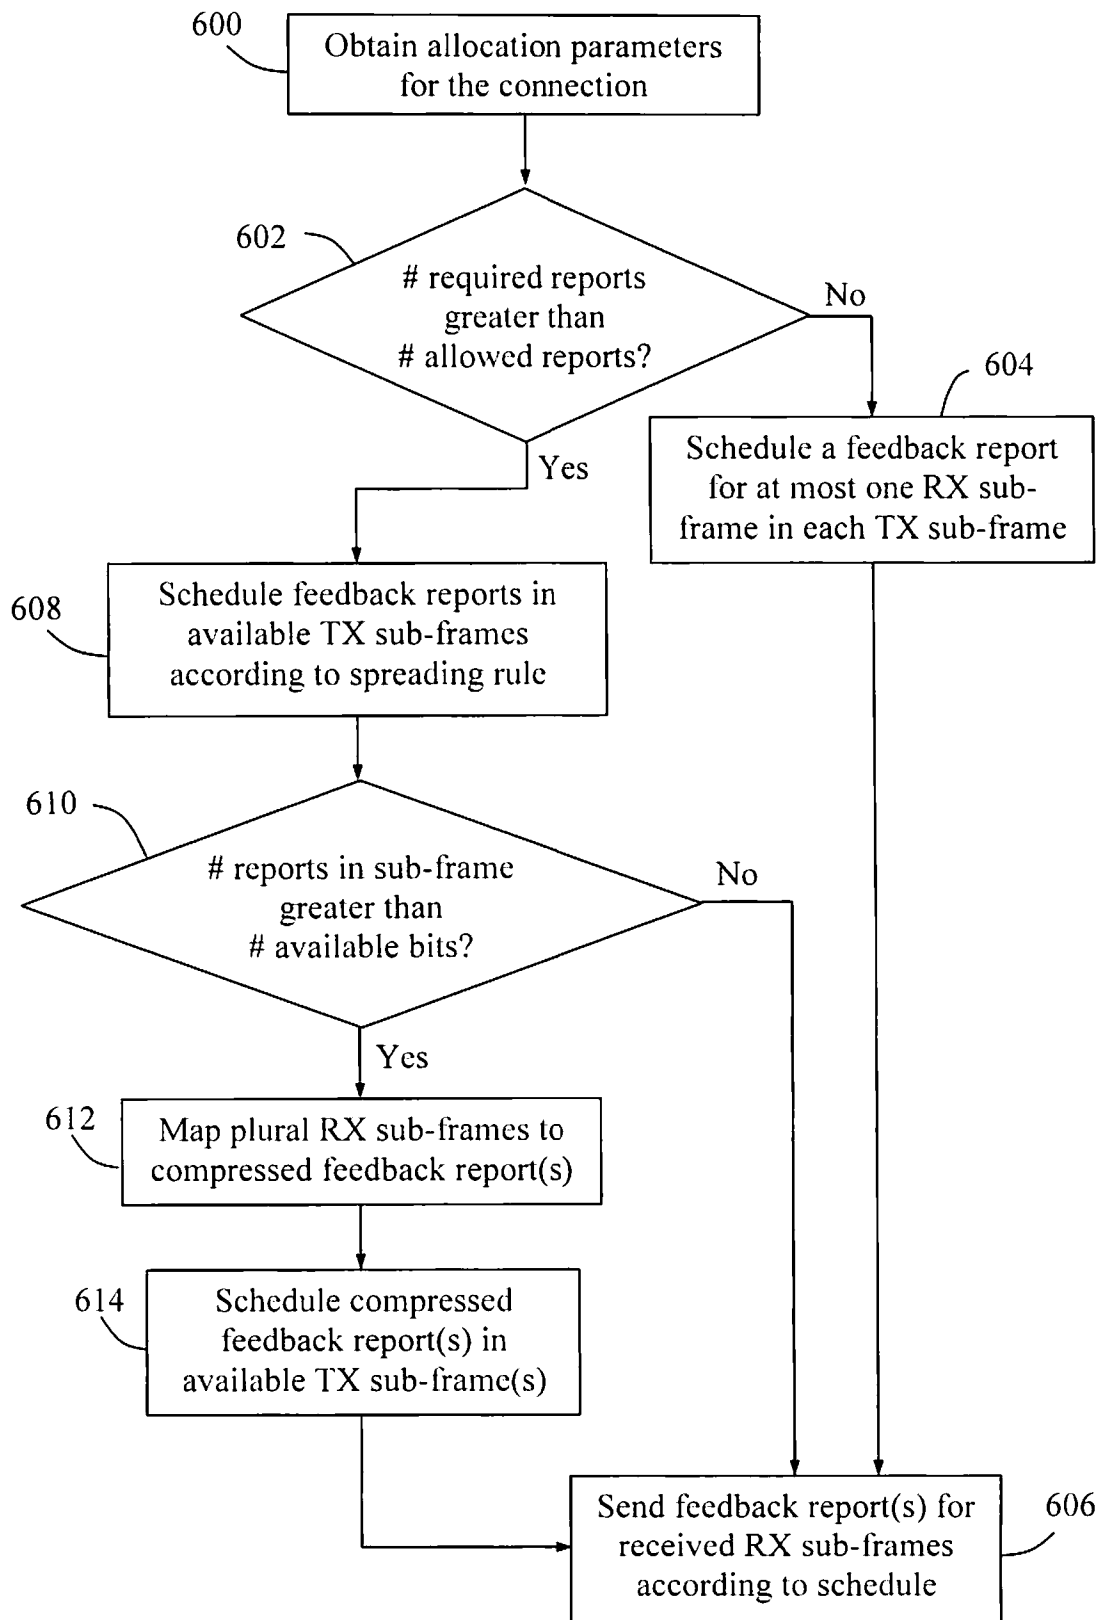 600
Obtain allocation parameters
for the connection
602
# required reports
greater than
# allowed reports?
No
Yes
604
Schedule a feedback report
for at most one RX sub-
frame in each TX sub-frame
608
Schedule feedback reports in
available TX sub-frames
according to spreading rule
610
# reports in sub-frame
greater than
# available bits?
No
Yes
612
Map plural RX sub-frames to
compressed feedback report(s)
614
Schedule compressed
feedback report(s) in
available TX sub-frame(s)
Send feedback report(s) for
received RX sub-frames
according to schedule
606